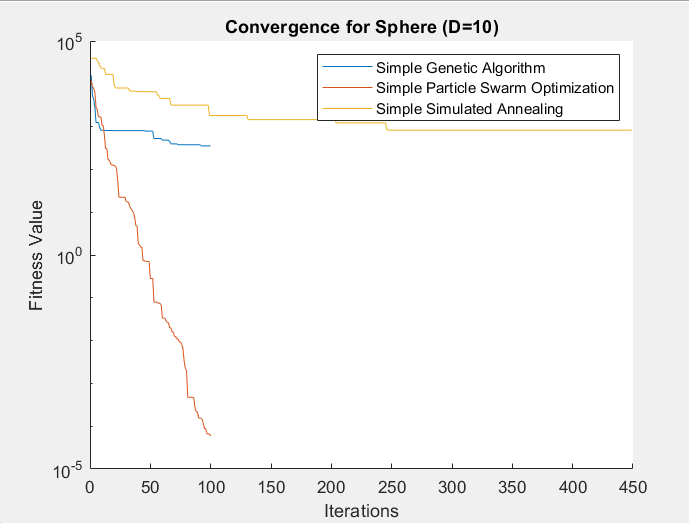 Convergence for Sphere (D=10)
Simple Genetic Algorithm
Simple Particle Swarm Optimization
Simple Simulated Annealing
Fitness Value
10^5
10^0
10^-5
0 50 100 150 200 250 300 350 400 450
Iterations